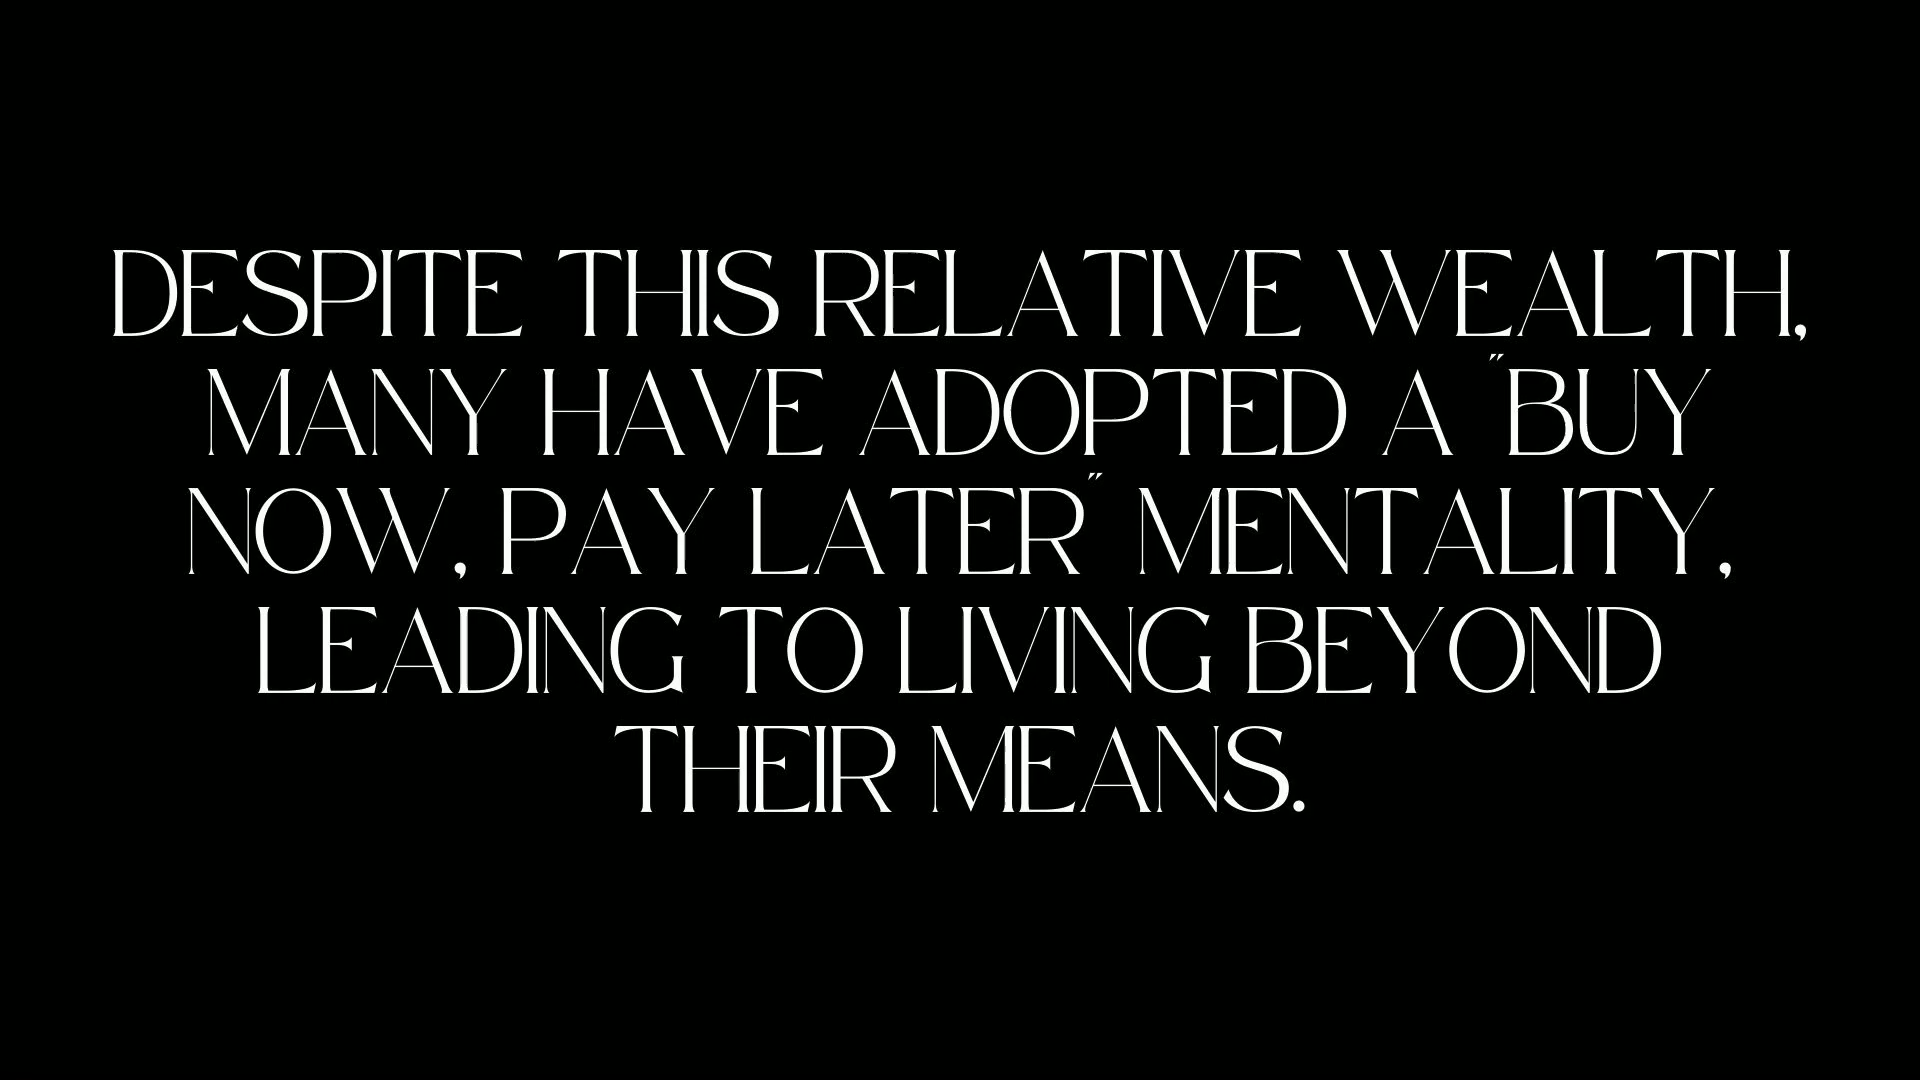 DESPITE THIS RELATIVE WEALTH,
MANY HAVE ADOPTED A "BUY
NOW, PAY LATER" MENTALITY,
LEADING TO LIVING BEYOND
THEIR MEANS.